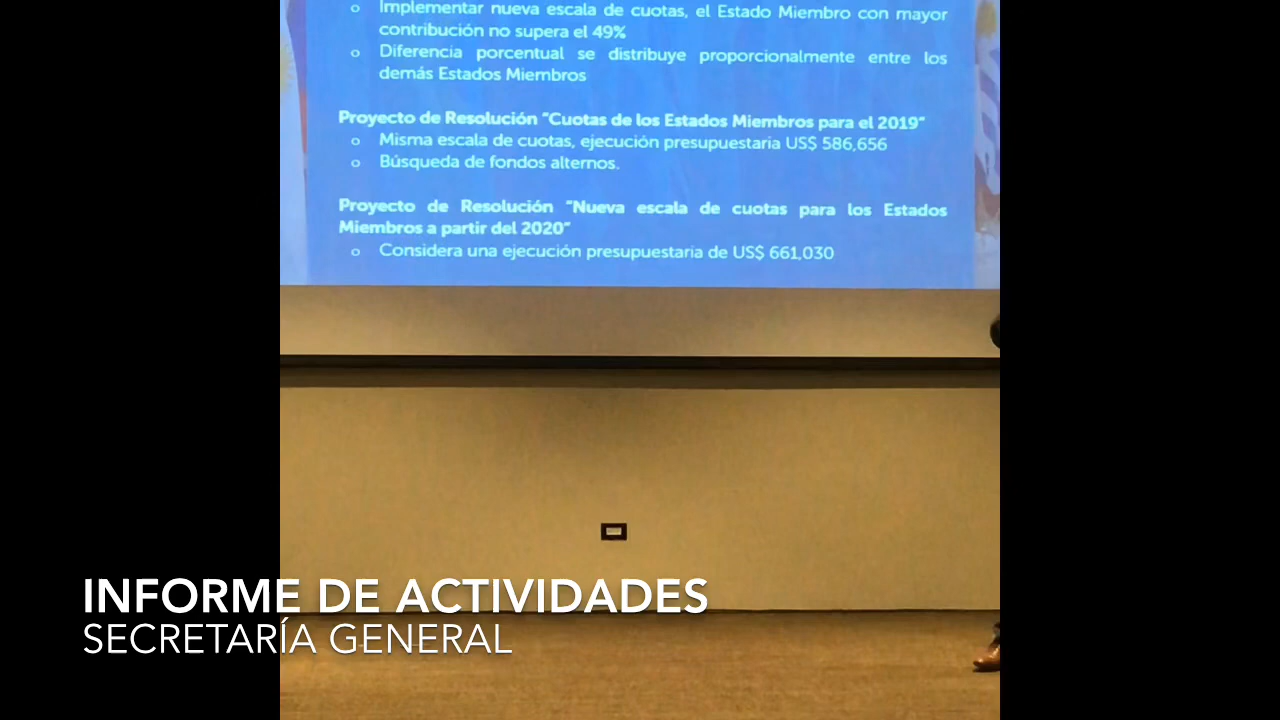 o Implementar nueva escala de cuotas, el Estado Miembro con mayor
contribución no supera el 49%
o Diferencia porcentual se distribuye proporcionalmente entre los
demás Estados Miembros
Proyecto de Resolución "Cuotas de los Estados Miembros para el 2019"
o Misma escala de cuotas, ejecución presupuestaria US$ 586,656
o Búsqueda de fondos alternos.
Proyecto de Resolución "Nueva escala de cuotas para los Estados
Miembros a partir del 2020"
o Considera una ejecución presupuestaria de US$ 661,030
INFORME DE ACTIVIDADES
SECRETARÍA GENERAL